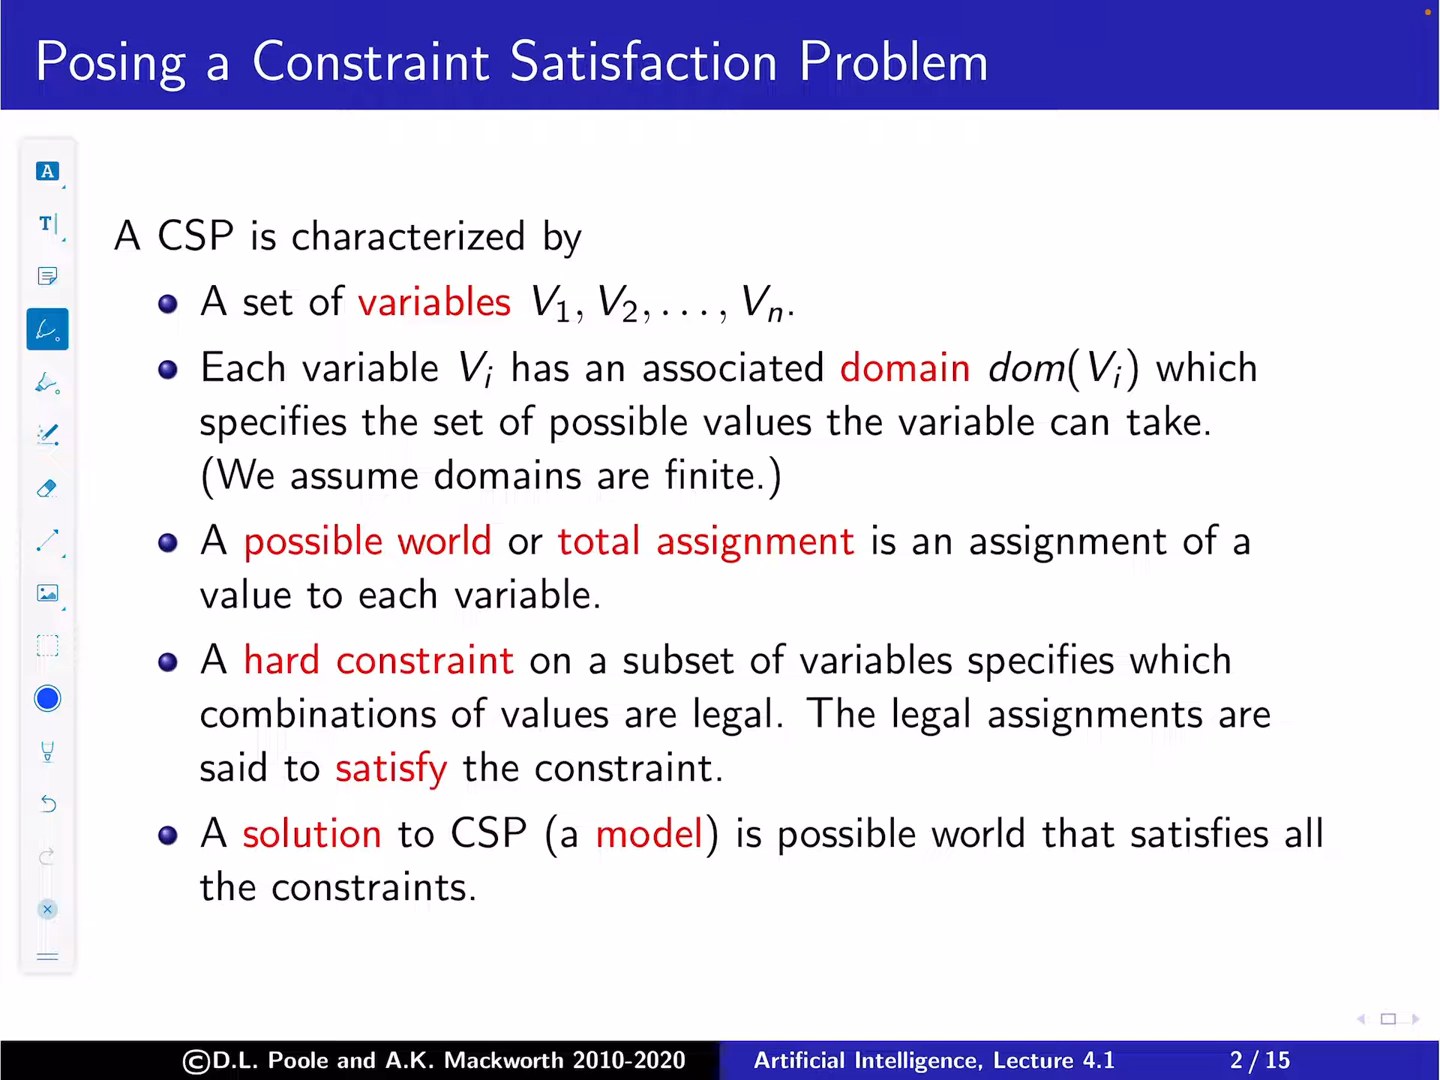 Posing a Constraint Satisfaction Problem
A
T
A CSP is characterized by
A set of variables V1, V2, . . . , Vn.
Each variable Vi has an associated domain dom(Vi) which
specifies the set of possible values the variable can take.
(We assume domains are finite.)
A possible world or total assignment is an assignment of a
value to each variable.
A hard constraint on a subset of variables specifies which
combinations of values are legal. The legal assignments are
said to satisfy the constraint.
A solution to CSP (a model) is possible world that satisfies all
the constraints.
©D.L. Poole and A.K. Mackworth 2010-2020 Artificial Intelligence, Lecture 4.1 2 / 15